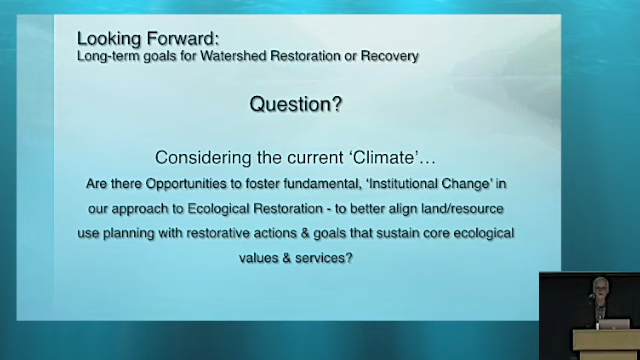 Looking Forward:
Long-term goals for Watershed Restoration or Recovery
Question?
Considering the current ‘Climate’…
Are there Opportunities to foster fundamental, ‘Institutional Change’ in
our approach to Ecological Restoration - to better align land/resource
use planning with restorative actions & goals that sustain core ecological
values & services?